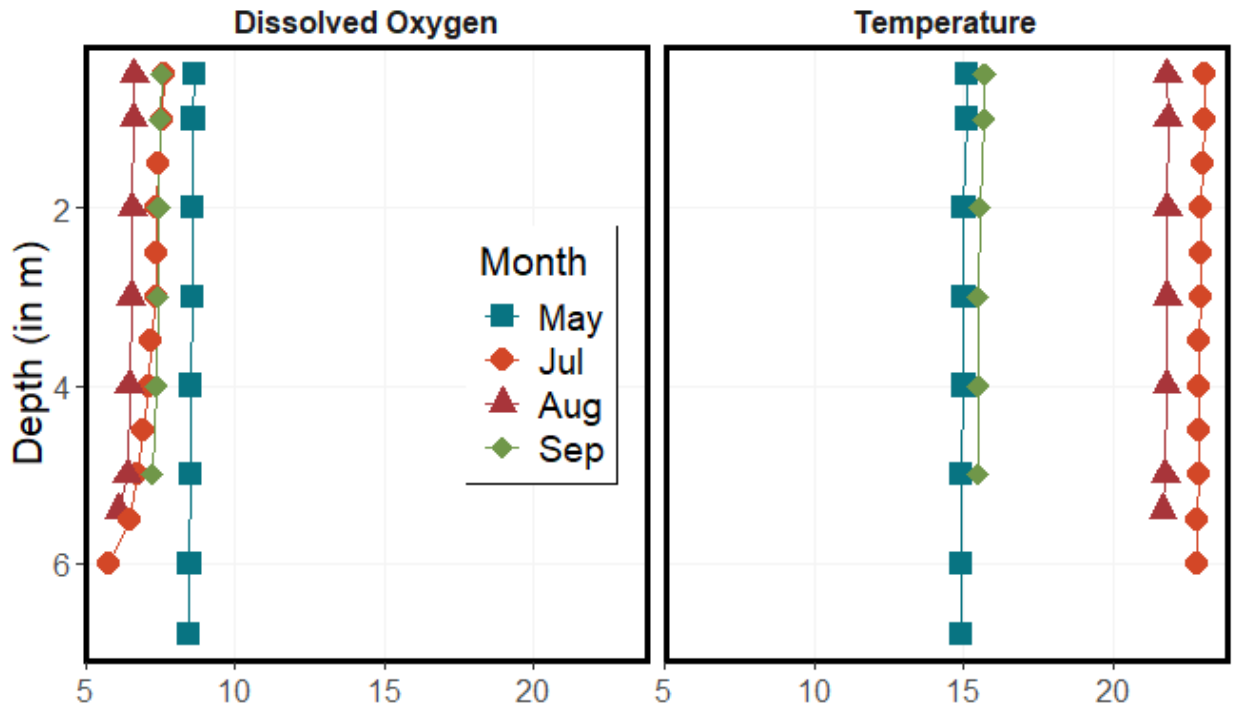 Dissolved Oxygen
Temperature
Depth (in m)
2
4
6
Month
May
Jul
Aug
Sep
5 10 15 20
5 10 15 20